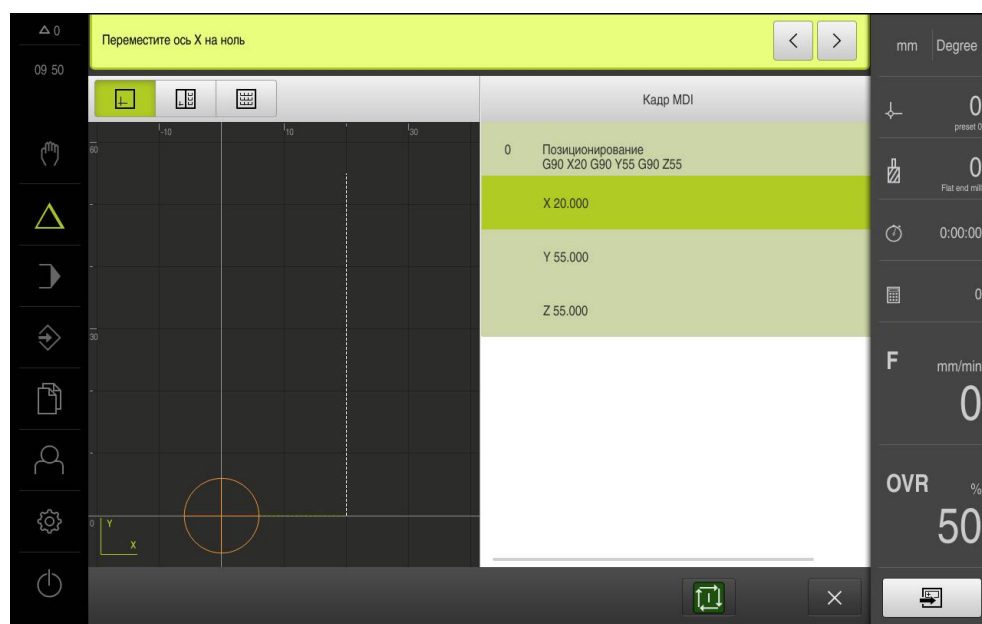 0
09 50
Переместите ось X на ноль
mm Degree
Кадр MDI
-10 10 30
60
30
0
Y
X
0 Позиционирование
G90 X20 G90 Y55 G90 Z55
X 20.000
Y 55.000
Z 55.000
0
preset 0
0
Flat end mill
0:00:00
0
F mm/min
0
OVR %
50